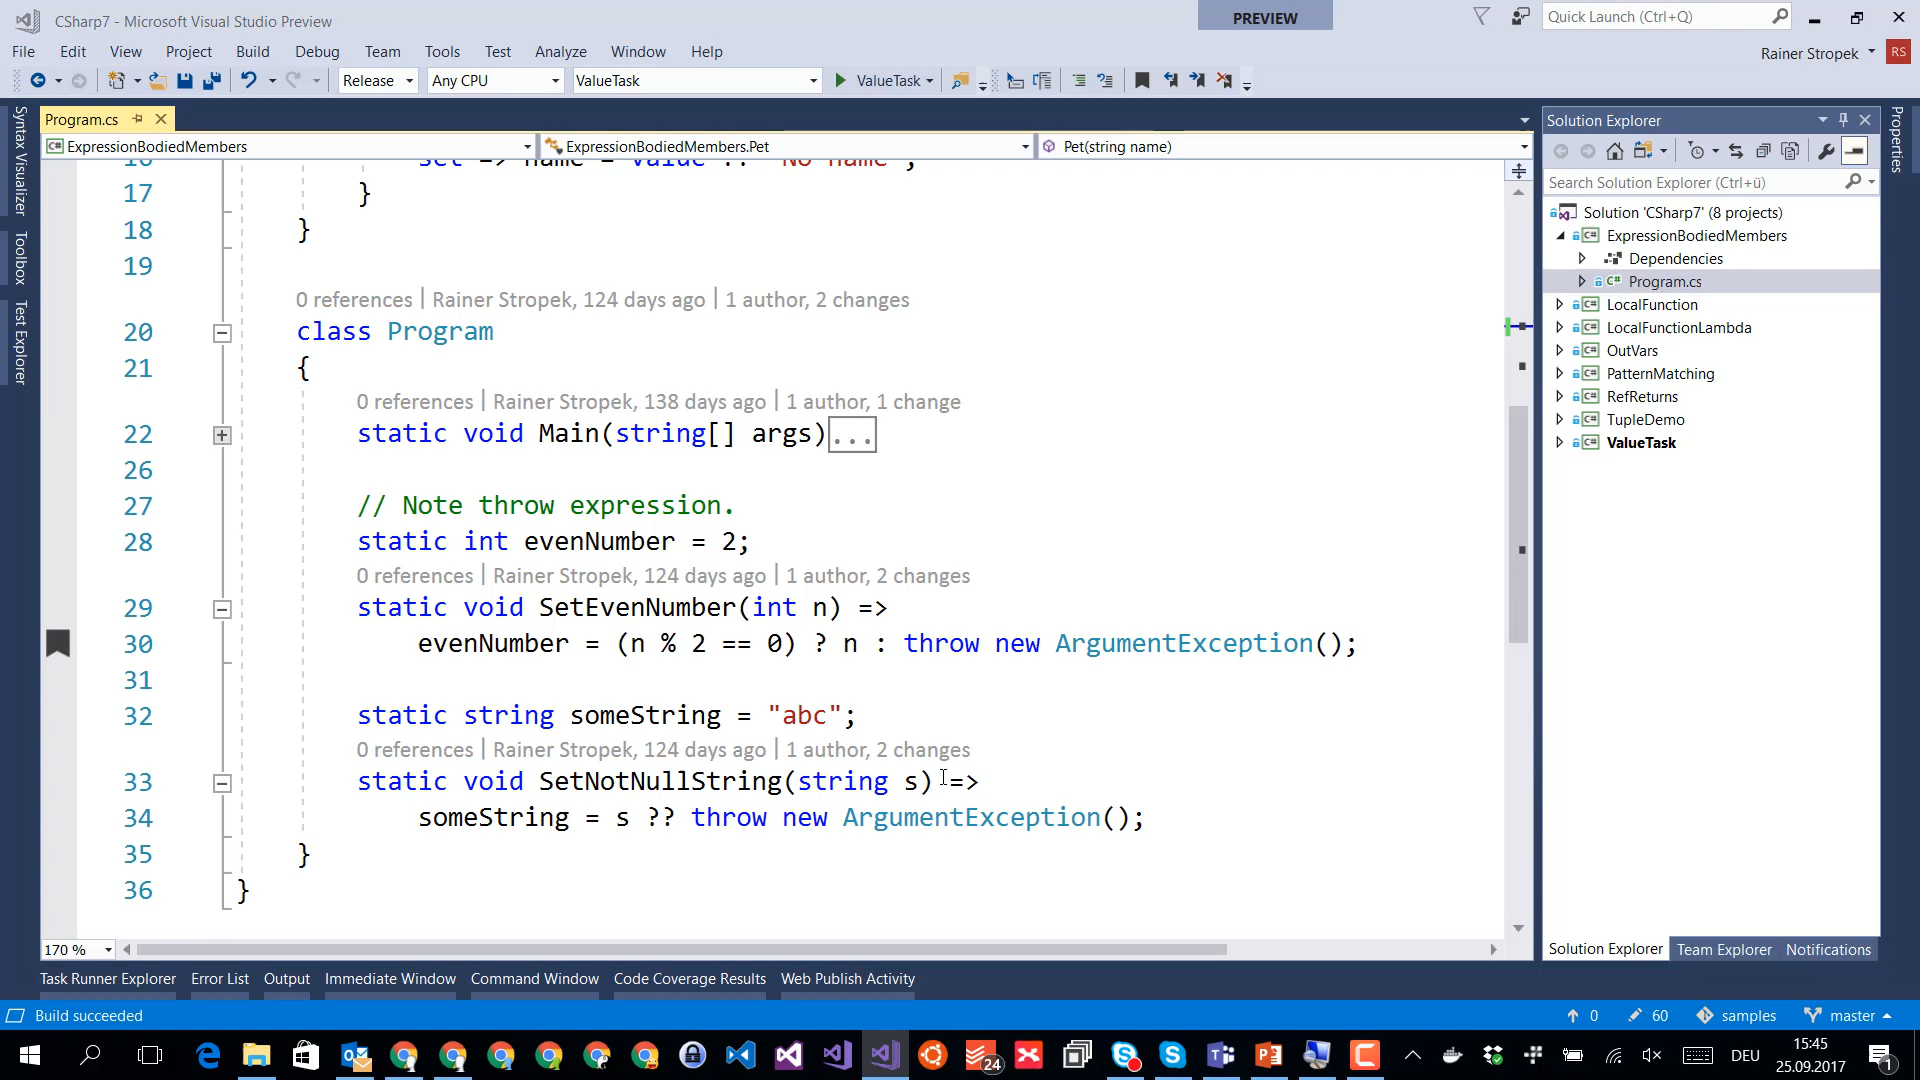 CSharp7 - Microsoft Visual Studio Preview
PREVIEW
Quick Launch (Ctrl+Q)
File Edit View Project Build Debug Team Tools Test Analyze Window Help
Rainer Stropek RS
Release Any CPU ValueTask ValueTask
Syntax Visualizer
Toolbox
Test Explorer
Program.cs
ExpressionBodiedMembers ExpressionBodiedMembers.Pet Pet(string name)
16 set => name = value ?? "No name";
17 }
18 }
19
0 references | Rainer Stropek, 124 days ago | 1 author, 2 changes
20 class Program
21 {
0 references | Rainer Stropek, 138 days ago | 1 author, 1 change
22 static void Main(string[] args)...
26
27 // Note throw expression.
28 static int evenNumber = 2;
0 references | Rainer Stropek, 124 days ago | 1 author, 2 changes
29 static void SetEvenNumber(int n) =>
30 evenNumber = (n % 2 == 0) ? n : throw new ArgumentException();
31
32 static string someString = "abc";
0 references | Rainer Stropek, 124 days ago | 1 author, 2 changes
33 static void SetNotNullString(string s) =>
34 someString = s ?? throw new ArgumentException();
35 }
36 }
170 %
Solution Explorer
Search Solution Explorer (Ctrl+ü)
Solution 'CSharp7' (8 projects)
ExpressionBodiedMembers
Dependencies
Program.cs
LocalFunction
LocalFunctionLambda
OutVars
PatternMatching
RefReturns
TupleDemo
ValueTask
Solution Explorer Team Explorer Notifications
Properties
Task Runner Explorer Error List Output Immediate Window Command Window Code Coverage Results Web Publish Activity
Build succeeded
0 60 samples master
24
DEU
15:45
25.09.2017
1